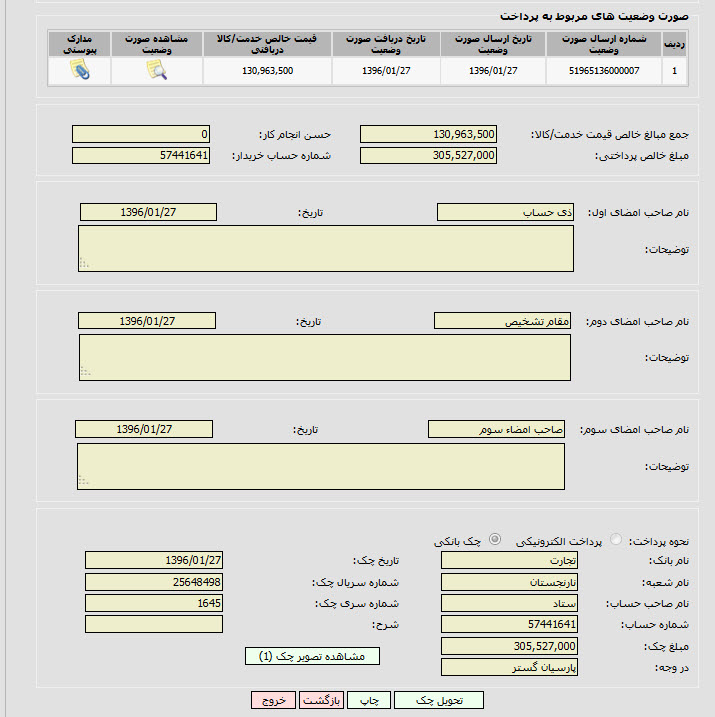 صورت وضعیت های مربوط به پرداخت
ردیف شماره ارسال صورت وضعیت تاریخ ارسال صورت وضعیت تاریخ دریافت صورت وضعیت قیمت خالص خدمت/کالا دریافتی مشاهده صورت وضعیت مدارک پیوستی
1 51965136000007 1396/01/27 1396/01/27 130,963,500
جمع مبالغ خالص قیمت خدمت/کالا: 130,963,500 حسن انجام کار: 0
مبلغ خالص پرداختی: 305,527,000 شماره حساب خریدار: 57441641
نام صاحب امضای اول: ذی حساب تاریخ: 1396/01/27
توضیحات:
نام صاحب امضای دوم: مقام تشخیص تاریخ: 1396/01/27
توضیحات:
نام صاحب امضای سوم: صاحب امضاء سوم تاریخ: 1396/01/27
توضیحات:
نحوه پرداخت: پرداخت الکترونیکی چک بانکی
نام بانک: تجارت تاریخ چک: 1396/01/27
نام شعبه: نارنجستان شماره سریال چک: 25648498
نام صاحب حساب: ستاد شماره سری چک: 1645
شماره حساب: 57441641 شرح:
مبلغ چک: 305,527,000
مشاهده تصویر چک (1)
در وجه: پارسیان گستر
تحویل چک چاپ بازگشت خروج